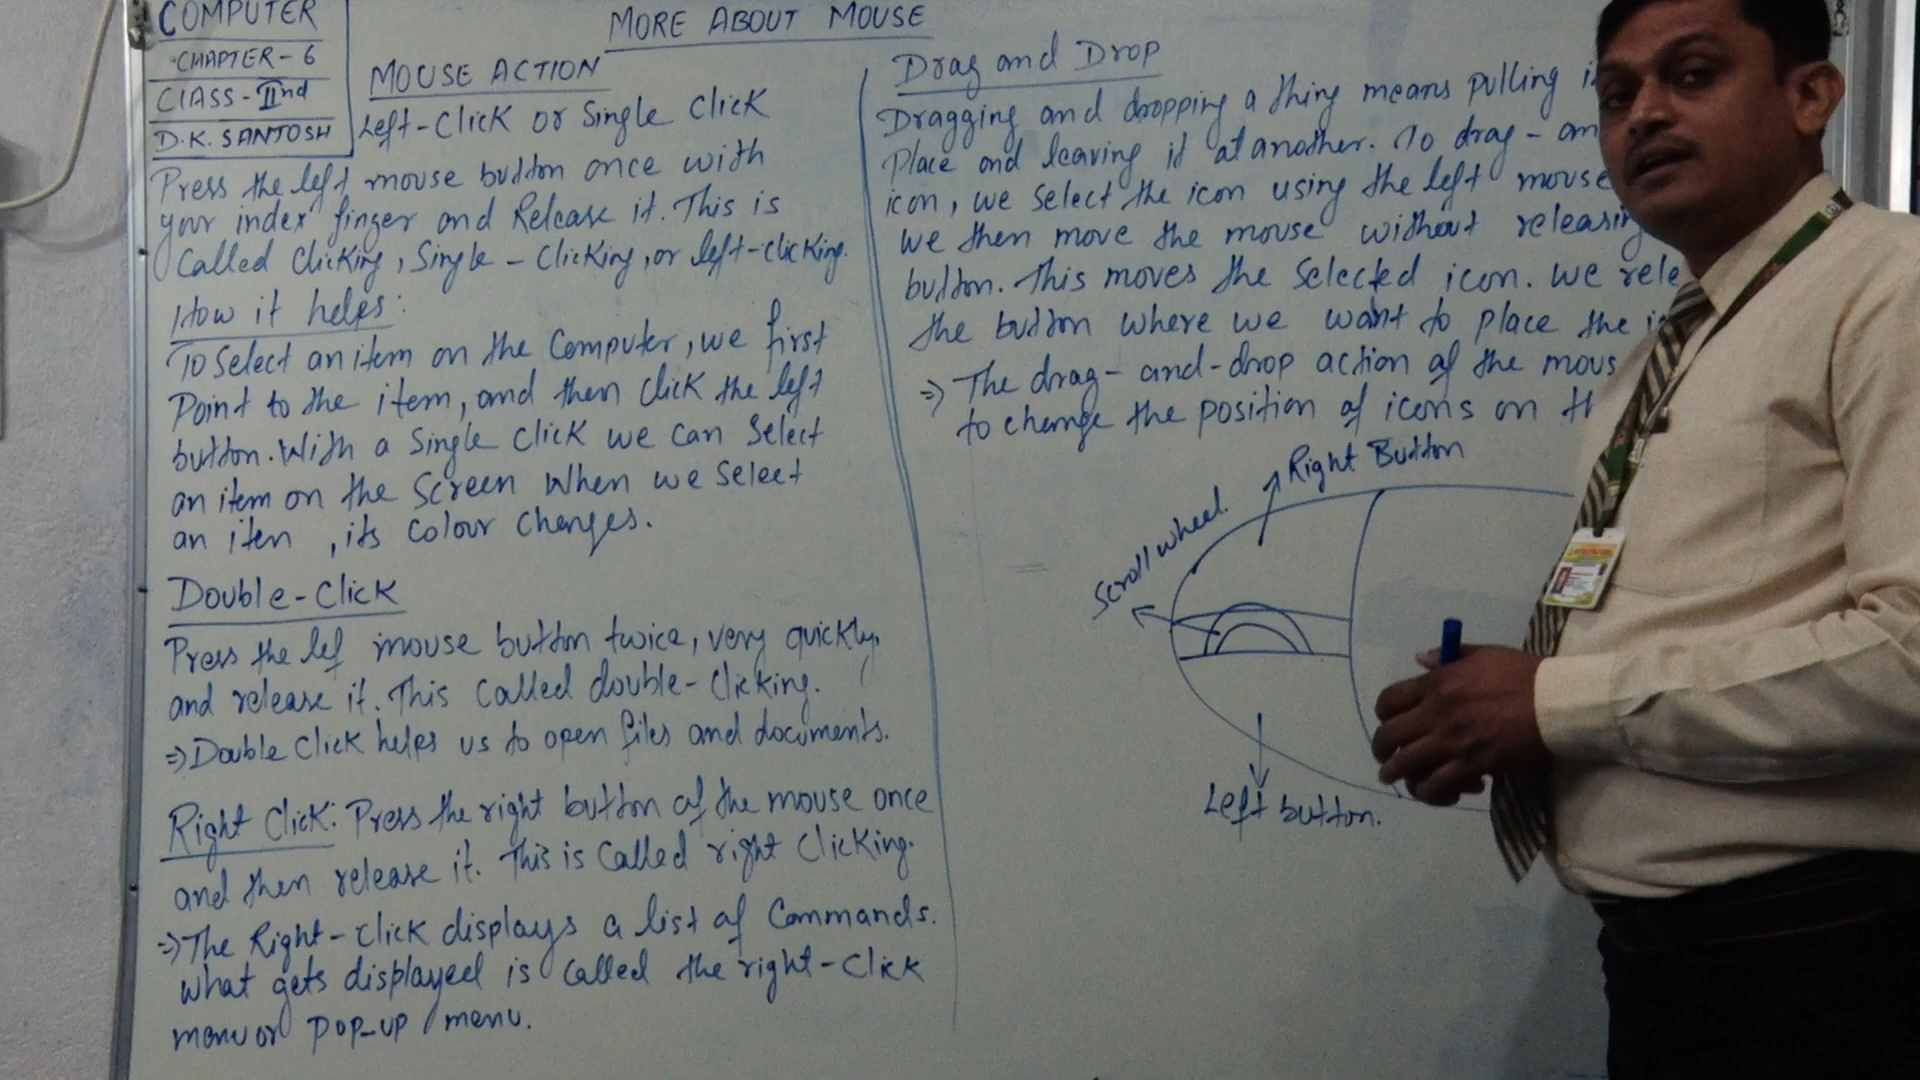 COMPUTER
CHAPTER-6
CLASS-IInd
D.K. SANTOSH
MORE ABOUT MOUSE
MOUSE ACTION
Left-Click or Single Click
Press the left mouse button once with
your index finger and Release it. This is
Called Clicking, Single-Clicking, or left-clicking.
How it helps:
To Select an item on the Computer, we first
Point to the item, and then Click the left
button. With a Single Click we can Select
an item on the Screen When we Select
an iten, its Colour Changes.
Double-Click
Press the lef mouse button twice, very quickly,
and release it. This Called double-Clicking.
⇒ Double Click helps us to open files and documents.
Right Click: Press the right button of the mouse once
and then release it. This is Called right Clicking.
⇒ The Right-Click displays a list of Commands.
What gets displayed is Called the right-Click
menu or Pop-up menu.
Drag and Drop
Dragging and dropping a thing means pulling
Place and leaving it at another. To drag-an
icon, we Select the icon using the left mouse
We then move the mouse without releasing
button. This moves the Selected icon. We rele
the button where we want to place the i
⇒ The drag-and-drop action of the mous
to change the position of icons on th
Right Button
Scroll wheel
Left button.